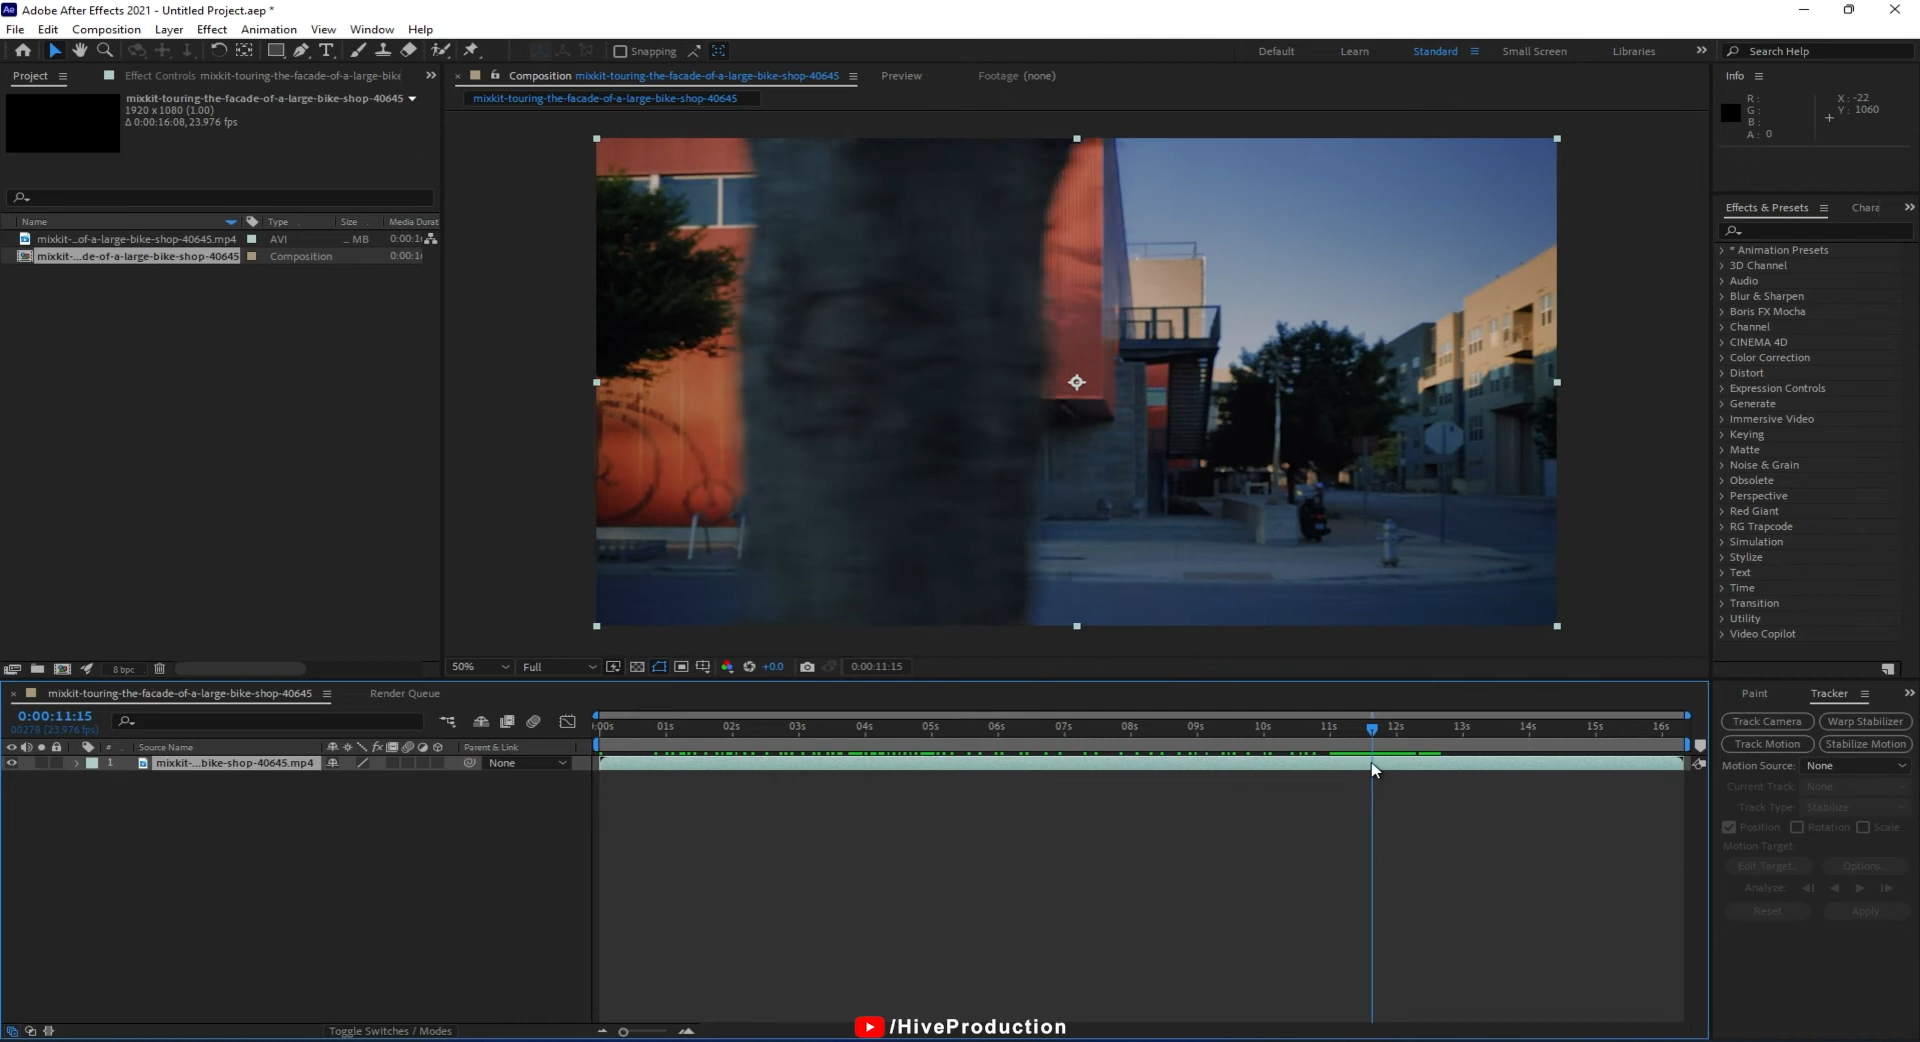 Adobe After Effects 2021 - Untitled Project.aep *
File Edit Composition Layer Effect Animation View Window Help
Snapping
Default Learn Standard Small Screen Libraries
Search Help
Project
Effect Controls mixkit-touring-the-facade-of-a-large-bike
Composition mixkit-touring-the-facade-of-a-large-bike-shop-40645
Preview
Footage (none)
Info
mixkit-touring-the-facade-of-a-large-bike-shop-40645
mixkit-touring-the-facade-of-a-large-bike-shop-40645
1920 x 1080 (1.00)
Δ 0:00:16:08, 23.976 fps
R:
G:
B:
A: 0
X: -22
Y: 1060
Name Type Size Media Durat
mixkit-...of-a-large-bike-shop-40645.mp4 AVI ... MB 0:00:1
mixkit-...de-of-a-large-bike-shop-40645 Composition 0:00:1
Effects & Presets
Chara
* Animation Presets
3D Channel
Audio
Blur & Sharpen
Boris FX Mocha
Channel
CINEMA 4D
Color Correction
Distort
Expression Controls
Generate
Immersive Video
Keying
Matte
Noise & Grain
Obsolete
Perspective
Red Giant
RG Trapcode
Simulation
Stylize
Text
Time
Transition
Utility
Video Copilot
8 bpc
50% Full +0.0 0:00:11:15
mixkit-touring-the-facade-of-a-large-bike-shop-40645
Render Queue
0:00:11:15
00278 (23.976 fps)
:00s 01s 02s 03s 04s 05s 06s 07s 08s 09s 10s 11s 12s 13s 14s 15s 16s
# Source Name fx Parent & Link
1 mixkit-...bike-shop-40645.mp4 None
Toggle Switches / Modes
Paint Tracker
Track Camera Warp Stabilizer
Track Motion Stabilize Motion
Motion Source: None
Current Track: None
Track Type: Stabilize
Position Rotation Scale
Motion Target:
Edit Target... Options...
Analyze:
Reset Apply
/HiveProduction